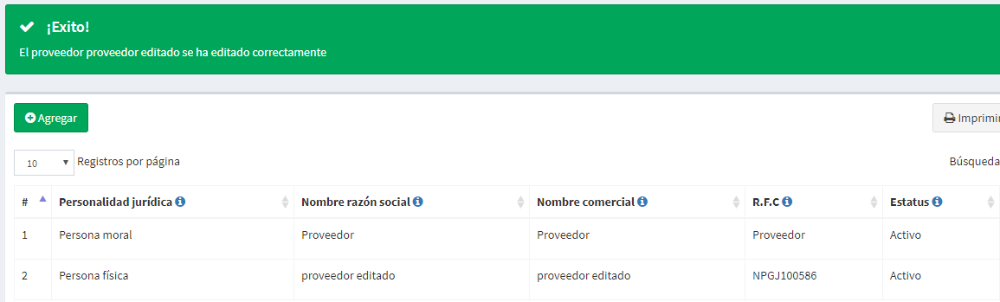 ¡Exito!
El proveedor proveedor editado se ha editado correctamente
Agregar
Imprimir
10 Registros por página
Búsqueda
# Personalidad jurídica Nombre razón social Nombre comercial R.F.C Estatus
1 Persona moral Proveedor Proveedor Proveedor Activo
2 Persona física proveedor editado proveedor editado NPGJ100586 Activo